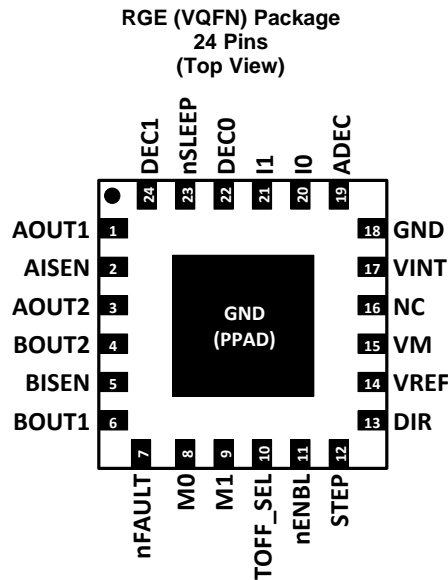 RGE (VQFN) Package
24 Pins
(Top View)
DEC1
nSLEEP
DEC0
I1
I0
ADEC
24
23
22
21
20
19
AOUT1 1
AISEN 2
AOUT2 3
BOUT2 4
BISEN 5
BOUT1 6
GND
(PPAD)
18 GND
17 VINT
16 NC
15 VM
14 VREF
13 DIR
7
8
9
10
11
12
nFAULT
M0
M1
TOFF_SEL
nENBL
STEP